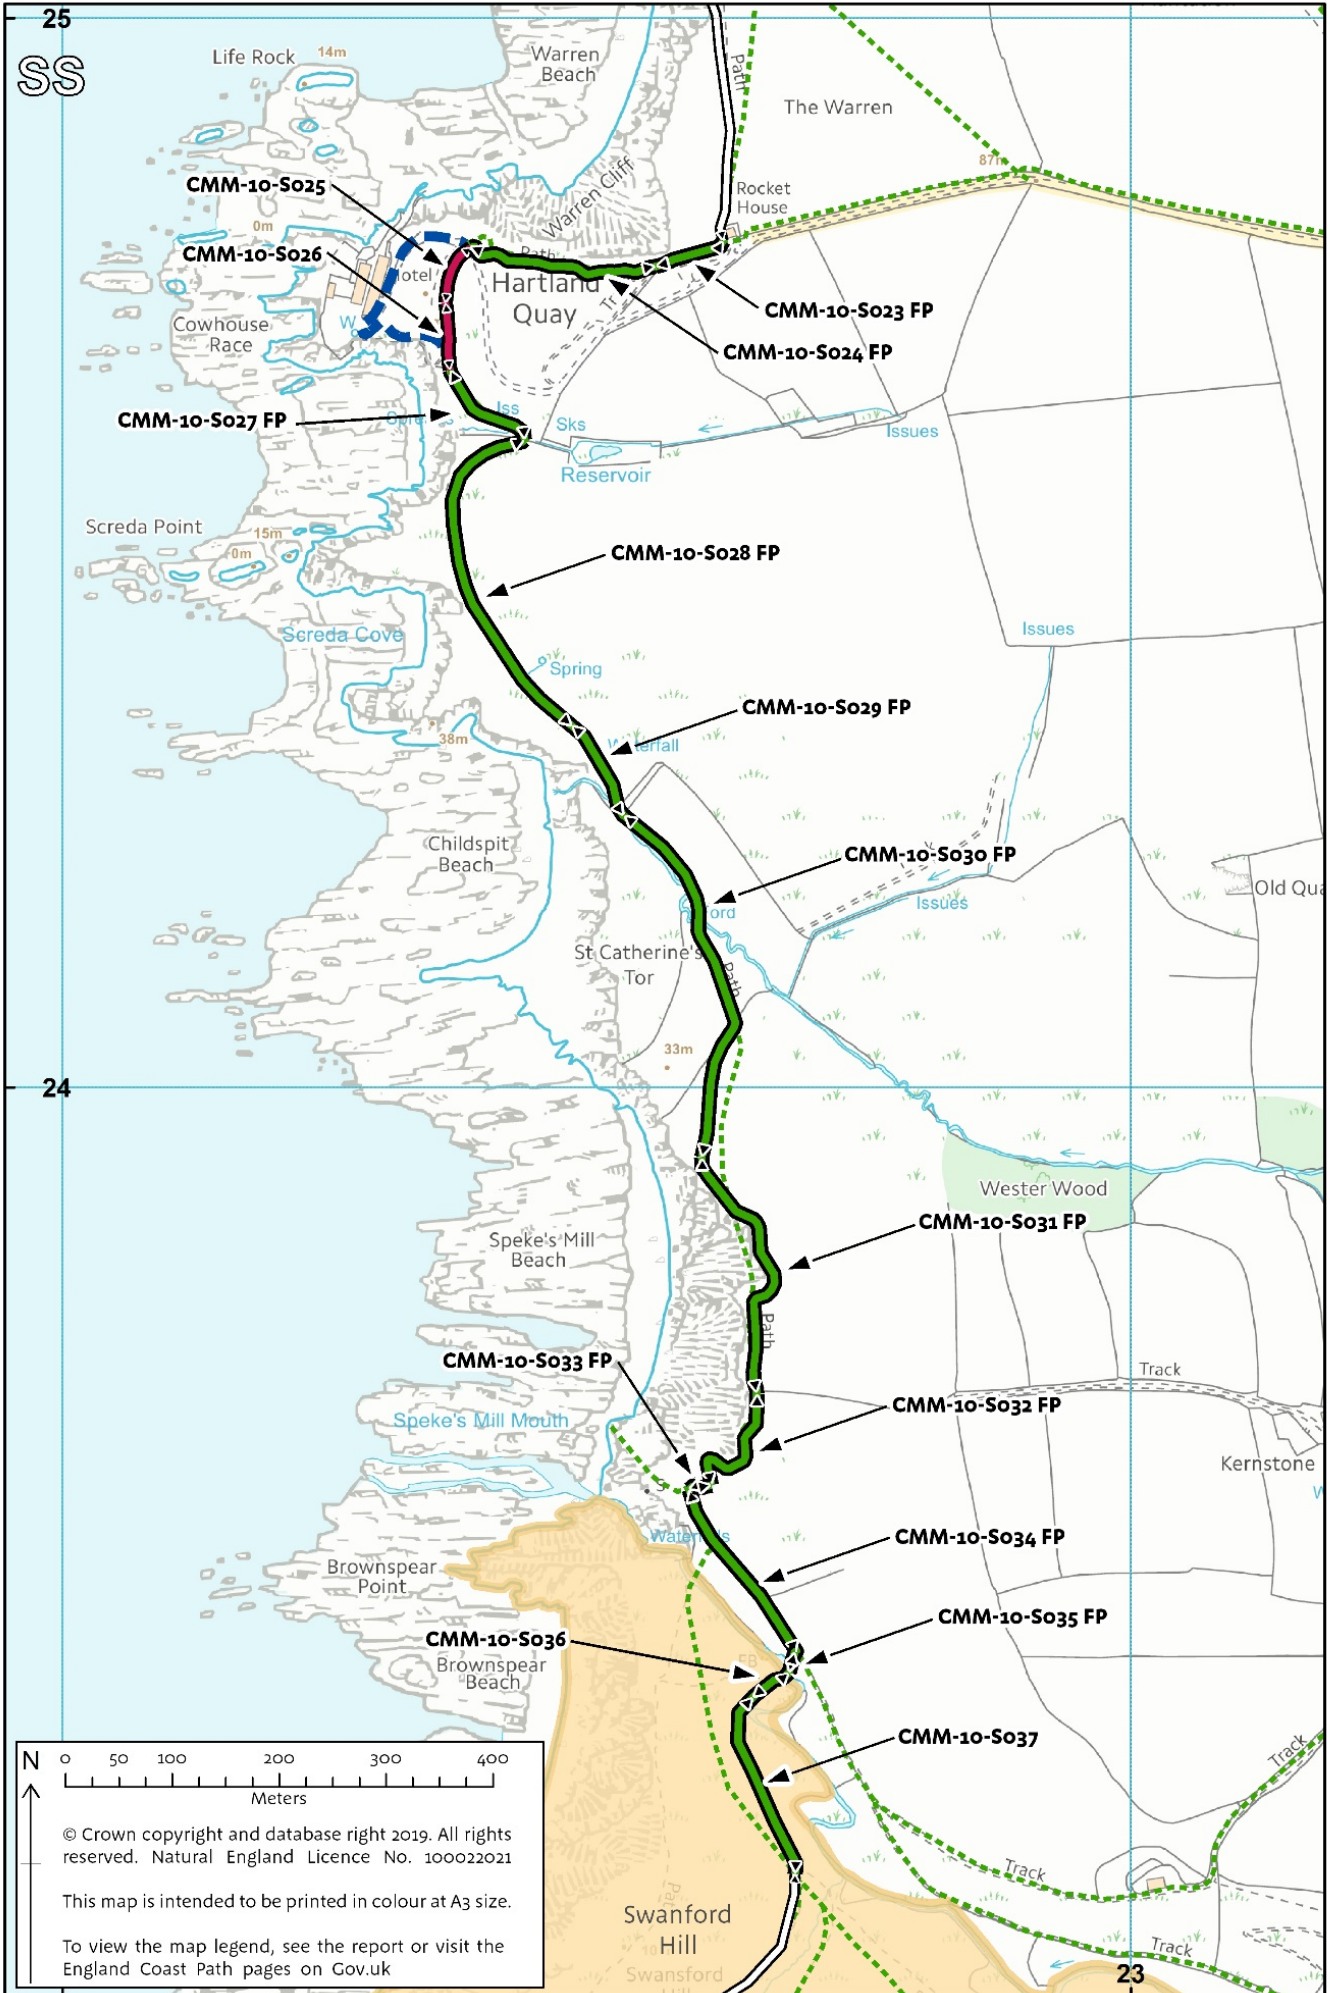 25
SS
Life Rock
14m
Warren
Beach
Path
The Warren
87m
CMM-10-S025
Warren Cliff
Rocket
House
0m
CMM-10-S026
Path
Hartland
Quay
Tr
CMM-10-S023 FP
Cowhouse
Race
W
CMM-10-S024 FP
CMM-10-S027 FP
Iss
Sks
Issues
Reservoir
Screda Point
15m
0m
CMM-10-S028 FP
Screda Cove
Issues
Spring
CMM-10-S029 FP
38m
Childspit
Beach
CMM-10-S030 FP
Issues
Old Qua
St Catherine's
Tor
Path
33m
24
Wester Wood
CMM-10-S031 FP
Speke's Mill
Beach
Path
CMM-10-S033 FP
Track
CMM-10-S032 FP
Speke's Mill Mouth
Kernstone
W
CMM-10-S034 FP
Brownspear
Point
CMM-10-S035 FP
CMM-10-S036
FB
Brownspear
Beach
CMM-10-S037
Track
N
0 50 100 200 300 400
Meters
© Crown copyright and database right 2019. All rights
reserved. Natural England Licence No. 100022021
This map is intended to be printed in colour at A3 size.
To view the map legend, see the report or visit the
England Coast Path pages on Gov.uk
Track
Swanford
Hill
Swansford
Track
23